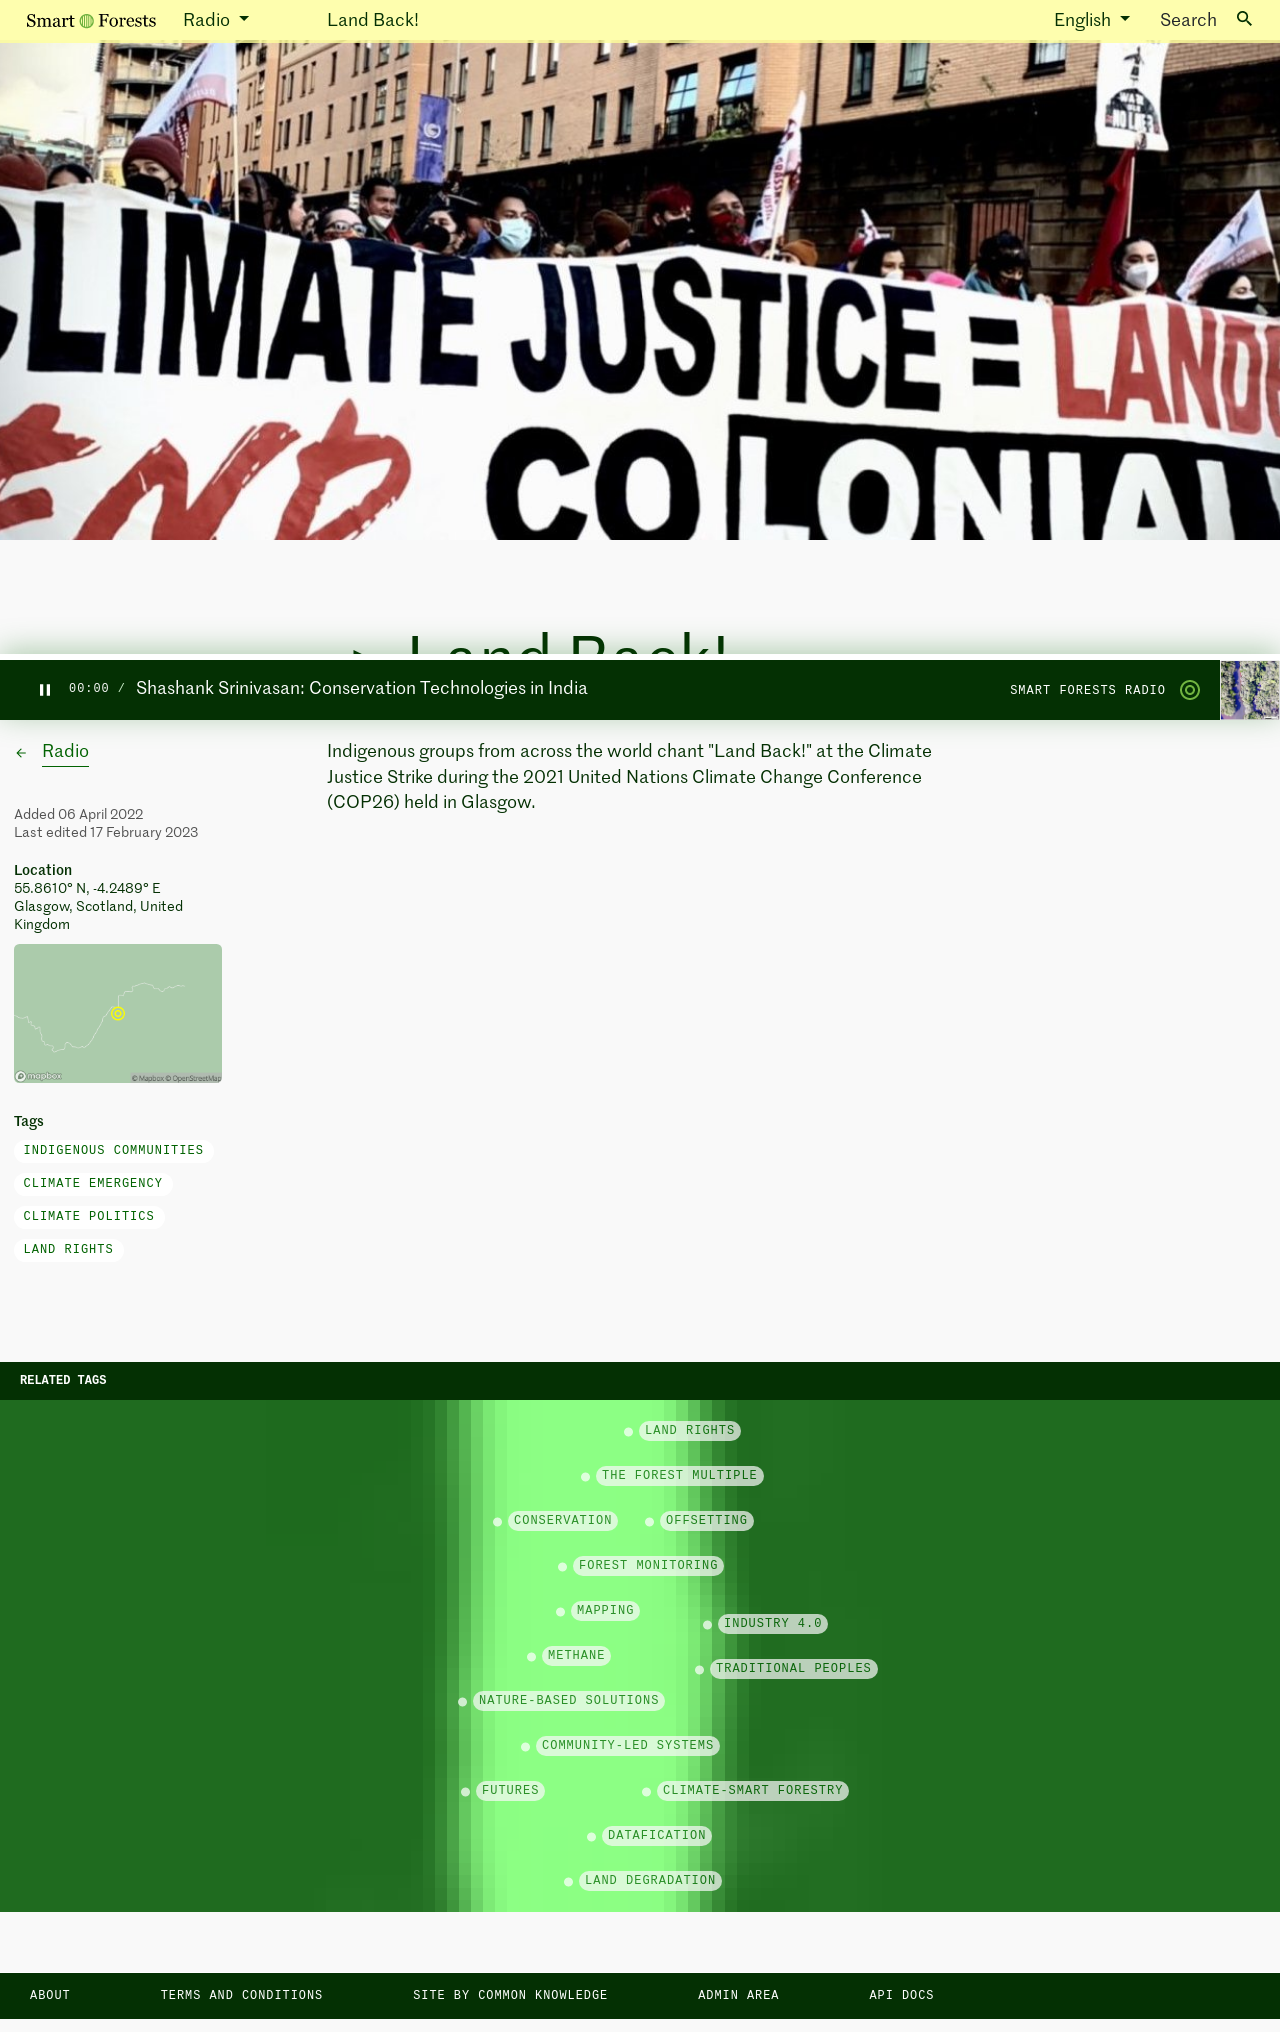 Smart Forests
Radio
Land Back!
English
Search
NO LIE?
CLIMATE JUSTICE = LAND
END COLONIAL
Land Back!
00:00 /
Shashank Srinivasan: Conservation Technologies in India
SMART FORESTS RADIO
Radio
Indigenous groups from across the world chant "Land Back!" at the Climate
Justice Strike during the 2021 United Nations Climate Change Conference
(COP26) held in Glasgow.
Added 06 April 2022
Last edited 17 February 2023
Location
55.8610° N, -4.2489° E
Glasgow, Scotland, United
Kingdom
mapbox
© Mapbox © OpenStreetMap
Tags
INDIGENOUS COMMUNITIES
CLIMATE EMERGENCY
CLIMATE POLITICS
LAND RIGHTS
RELATED TAGS
LAND RIGHTS
THE FOREST MULTIPLE
CONSERVATION
OFFSETTING
FOREST MONITORING
MAPPING
INDUSTRY 4.0
METHANE
TRADITIONAL PEOPLES
NATURE-BASED SOLUTIONS
COMMUNITY-LED SYSTEMS
FUTURES
CLIMATE-SMART FORESTRY
DATAFICATION
LAND DEGRADATION
ABOUT
TERMS AND CONDITIONS
SITE BY COMMON KNOWLEDGE
ADMIN AREA
API DOCS